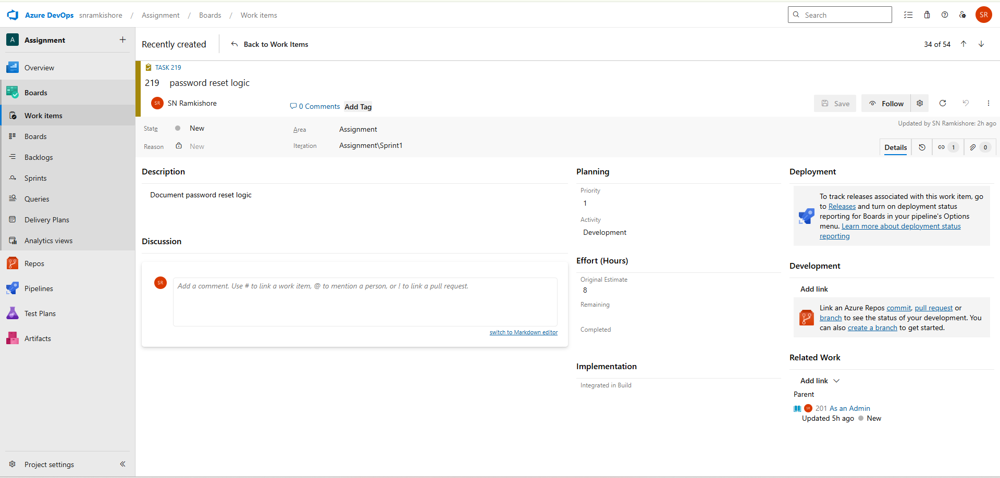 Azure DevOps snramkishore / Assignment / Boards / Work items
Search
SR
A Assignment
Recently created
Back to Work Items
34 of 54
Overview
Boards
Work items
Boards
Backlogs
Sprints
Queries
Delivery Plans
Analytics views
Repos
Pipelines
Test Plans
Artifacts
Project settings
TASK 219
219 password reset logic
SR SN Ramkishore
0 Comments Add Tag
Save
Follow
State New
Area Assignment
Updated by SN Ramkishore: 2h ago
Reason New
Iteration Assignment\Sprint1
Details
1
0
Description
Document password reset logic
Discussion
SR
Add a comment. Use # to link a work item, @ to mention a person, or ! to link a pull request.
switch to Markdown editor
Planning
Priority
1
Activity
Development
Effort (Hours)
Original Estimate
8
Remaining
Completed
Implementation
Integrated in Build
Deployment
To track releases associated with this work item, go
to Releases and turn on deployment status
reporting for Boards in your pipeline's Options
menu. Learn more about deployment status
reporting
Development
Add link
Link an Azure Repos commit, pull request or
branch to see the status of your development. You
can also create a branch to get started.
Related Work
Add link
Parent
SR 201 As an Admin
Updated 5h ago New